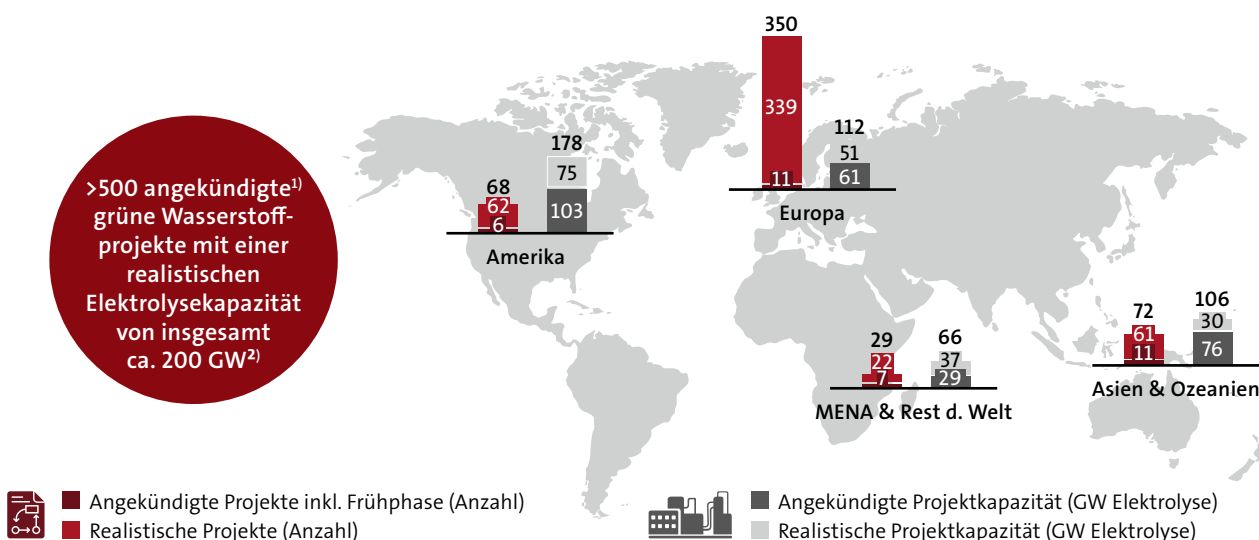 >500 angekündigte1)
grüne Wasserstoff-
projekte mit einer
realistischen
Elektrolysekapazität
von insgesamt
ca. 200 GW2)
68
62
6
178
75
103
Amerika
350
339
11
112
51
61
Europa
29
22
7
66
37
29
MENA & Rest d. Welt
72
61
11
106
30
76
Asien & Ozeanien
Angekündigte Projekte inkl. Frühphase (Anzahl)
Realistische Projekte (Anzahl)
Angekündigte Projektkapazität (GW Elektrolyse)
Realistische Projektkapazität (GW Elektrolyse)